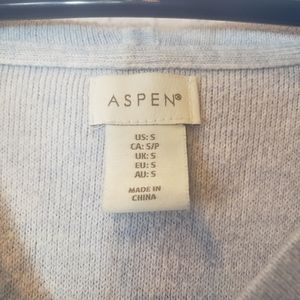 ASPEN®
US: S
CA: S/P
UK: S
EU: S
AU: S
MADE IN
CHINA